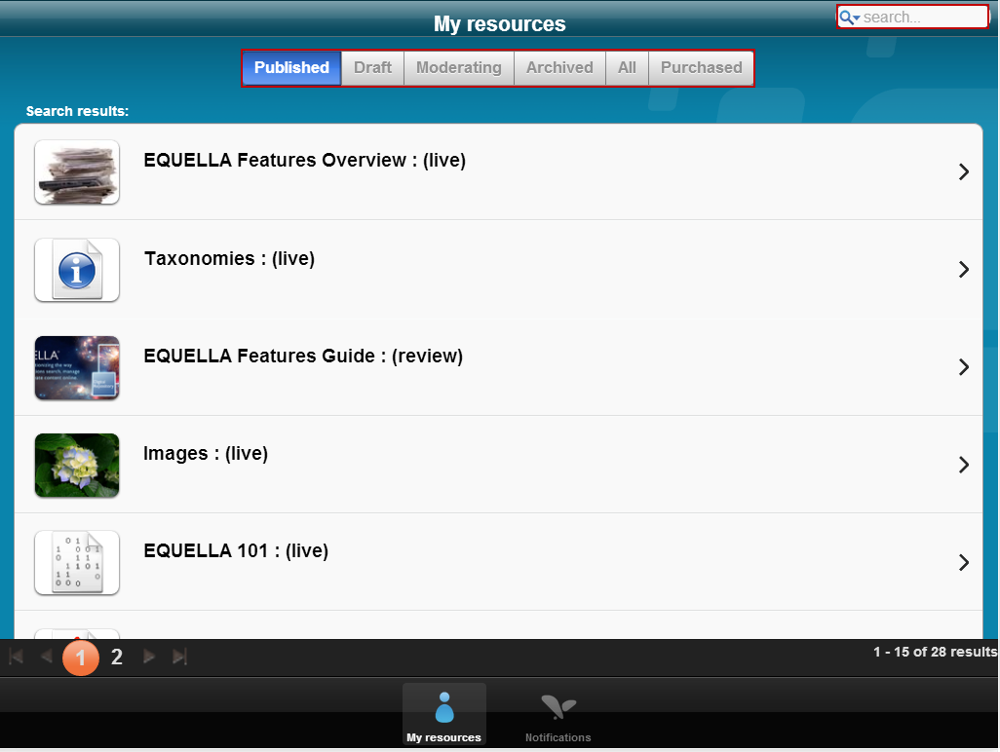 My resources
search...
Published Draft Moderating Archived All Purchased
Search results:
EQUELLA Features Overview : (live)
Taxonomies : (live)
EQUELLA Features Guide : (review)
Images : (live)
EQUELLA 101 : (live)
1 2
1 - 15 of 28 results
My resources Notifications